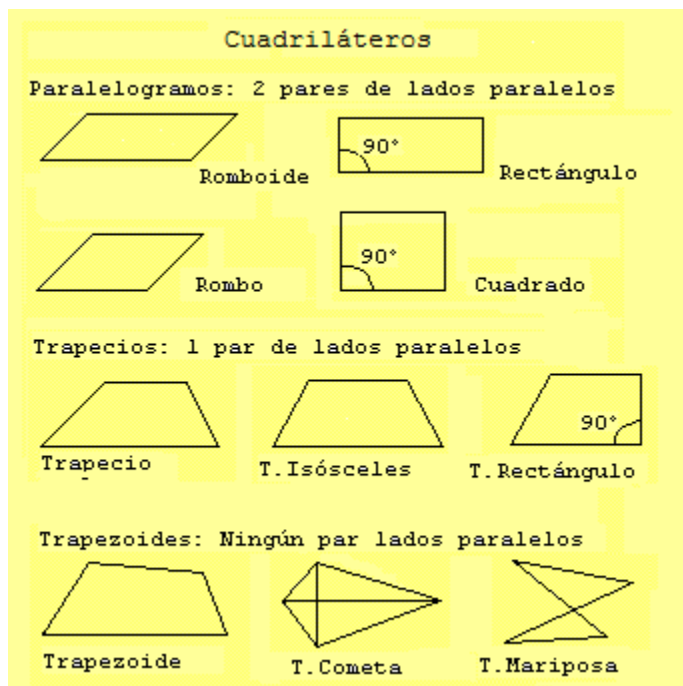 Cuadriláteros
Paralelogramos: 2 pares de lados paralelos
90°
Romboide
Rectángulo
90°
Rombo
Cuadrado
Trapecios: 1 par de lados paralelos
90°
Trapecio
T.Isósceles
T.Rectángulo
Trapezoides: Ningún par lados paralelos
Trapezoide
T.Cometa
T.Mariposa